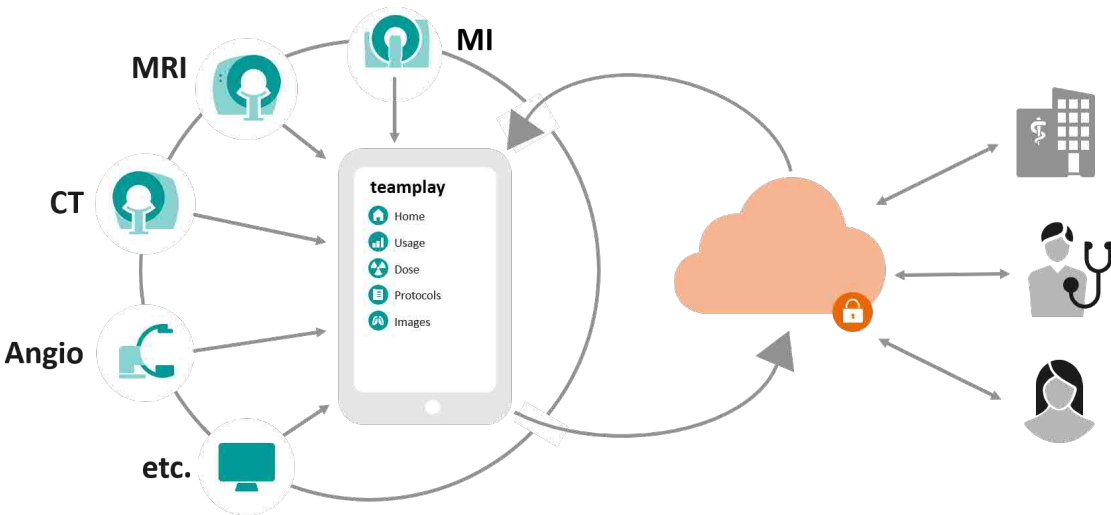 MI
MRI
CT
Angio
etc.
teamplay
Home
Usage
Dose
Protocols
Images